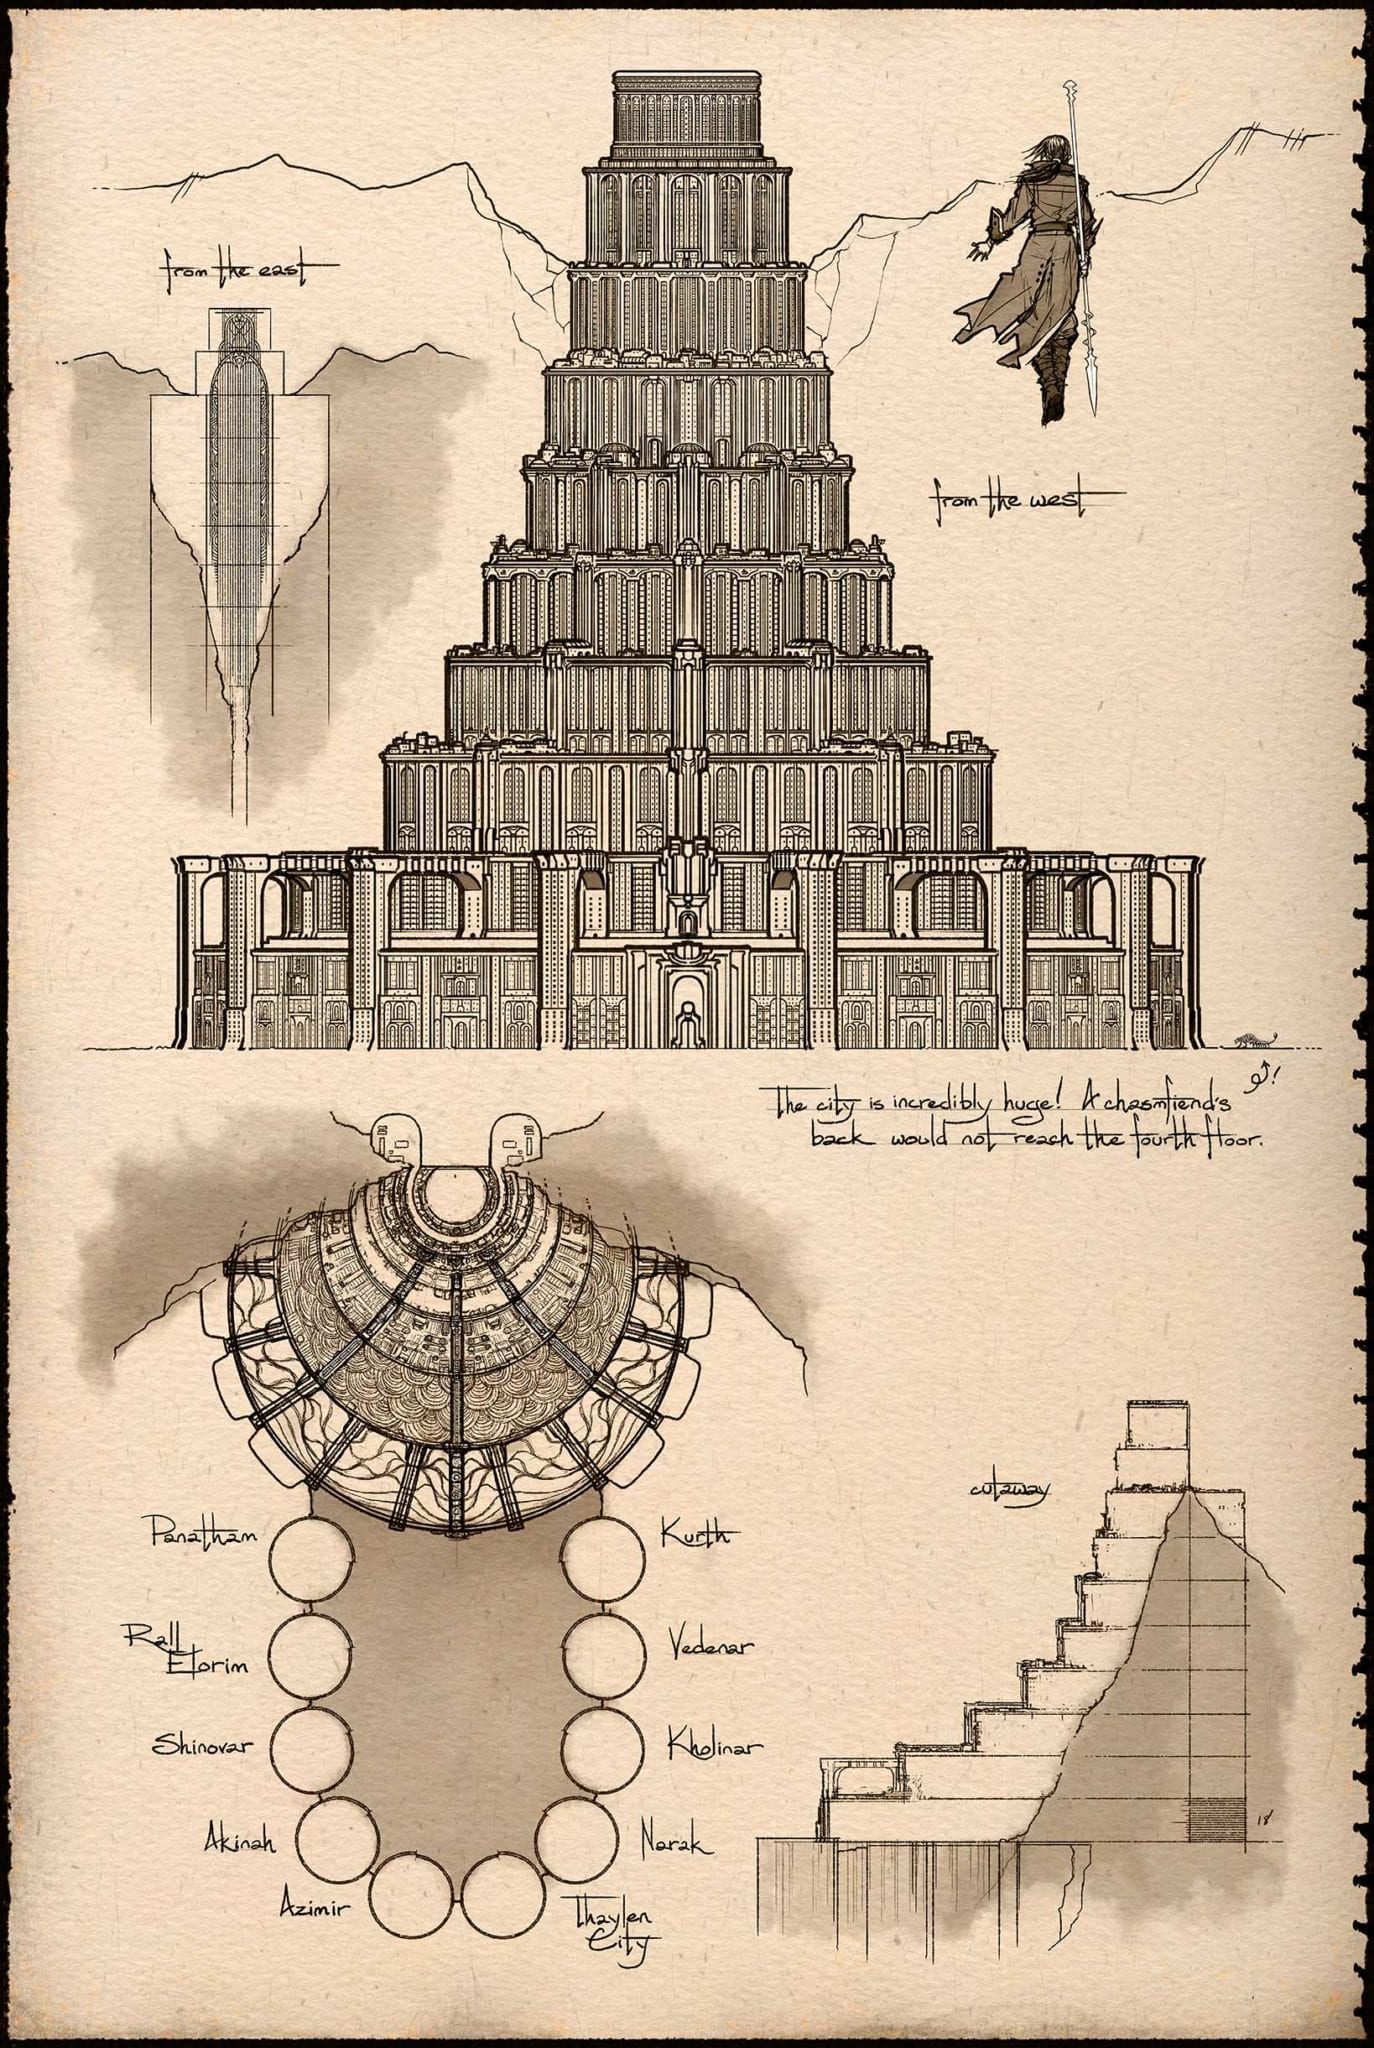 from the east
from the west
The city is incredibly huge! A chasmfiend's
back would not reach the fourth floor.
cutaway
Panatham
Kurth
Rall
Elorim
Vedenar
Shinovar
Kholinar
Akinah
Narak
Azimir
Thaylen
City
18'